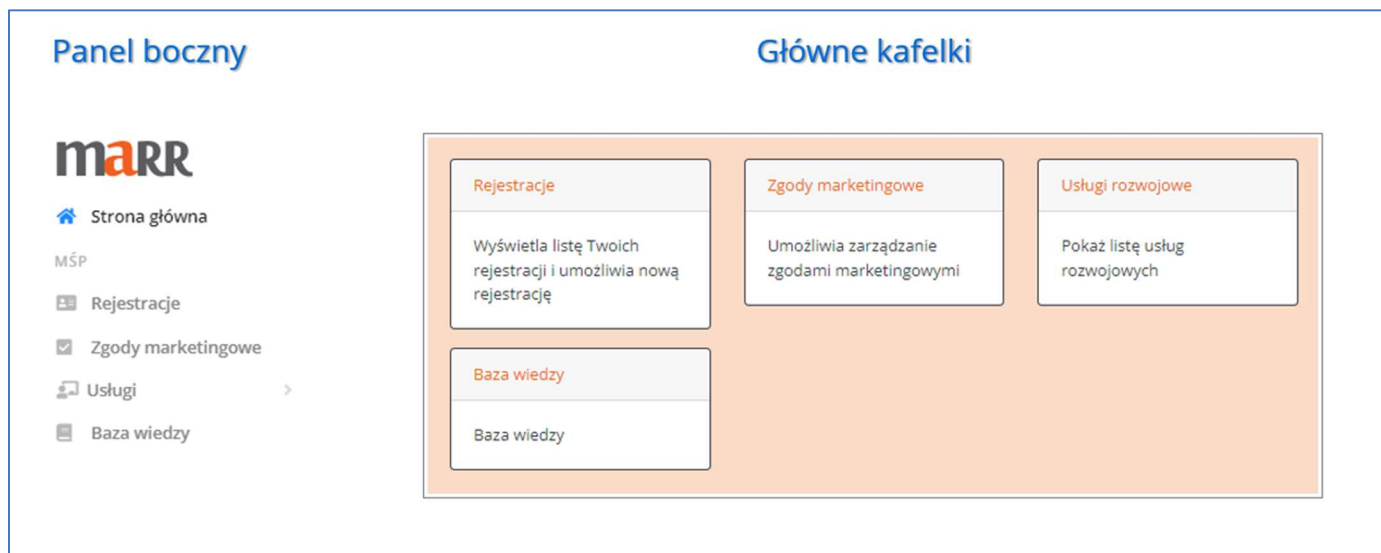 Panel boczny
Główne kafelki
maRR
Strona główna
MŚP
Rejestracje
Zgody marketingowe
Usługi
Baza wiedzy
Rejestracje
Wyświetla listę Twoich
rejestracji i umożliwia nową
rejestrację
Zgody marketingowe
Umożliwia zarządzanie
zgodami marketingowymi
Usługi rozwojowe
Pokaż listę usług
rozwojowych
Baza wiedzy
Baza wiedzy